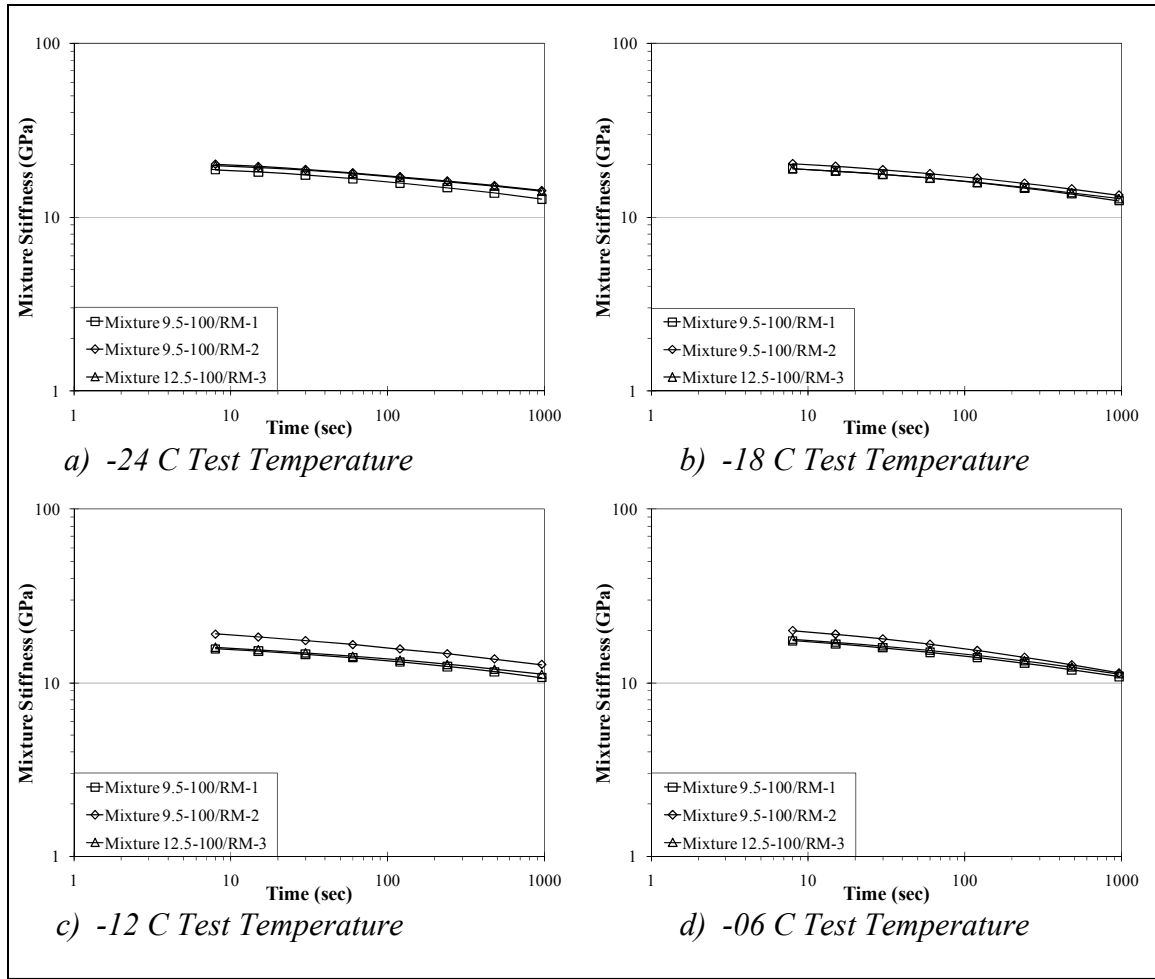 100
10
1
Mixture Stiffness (GPa)
Mixture 9.5-100/RM-1
Mixture 9.5-100/RM-2
Mixture 12.5-100/RM-3
1 10 100 1000
Time (sec)
a) -24 C Test Temperature
100
10
1
Mixture Stiffness (GPa)
Mixture 9.5-100/RM-1
Mixture 9.5-100/RM-2
Mixture 12.5-100/RM-3
1 10 100 1000
Time (sec)
b) -18 C Test Temperature
100
10
1
Mixture Stiffness (GPa)
Mixture 9.5-100/RM-1
Mixture 9.5-100/RM-2
Mixture 12.5-100/RM-3
1 10 100 1000
Time (sec)
c) -12 C Test Temperature
100
10
1
Mixture Stiffness (GPa)
Mixture 9.5-100/RM-1
Mixture 9.5-100/RM-2
Mixture 12.5-100/RM-3
1 10 100 1000
Time (sec)
d) -06 C Test Temperature